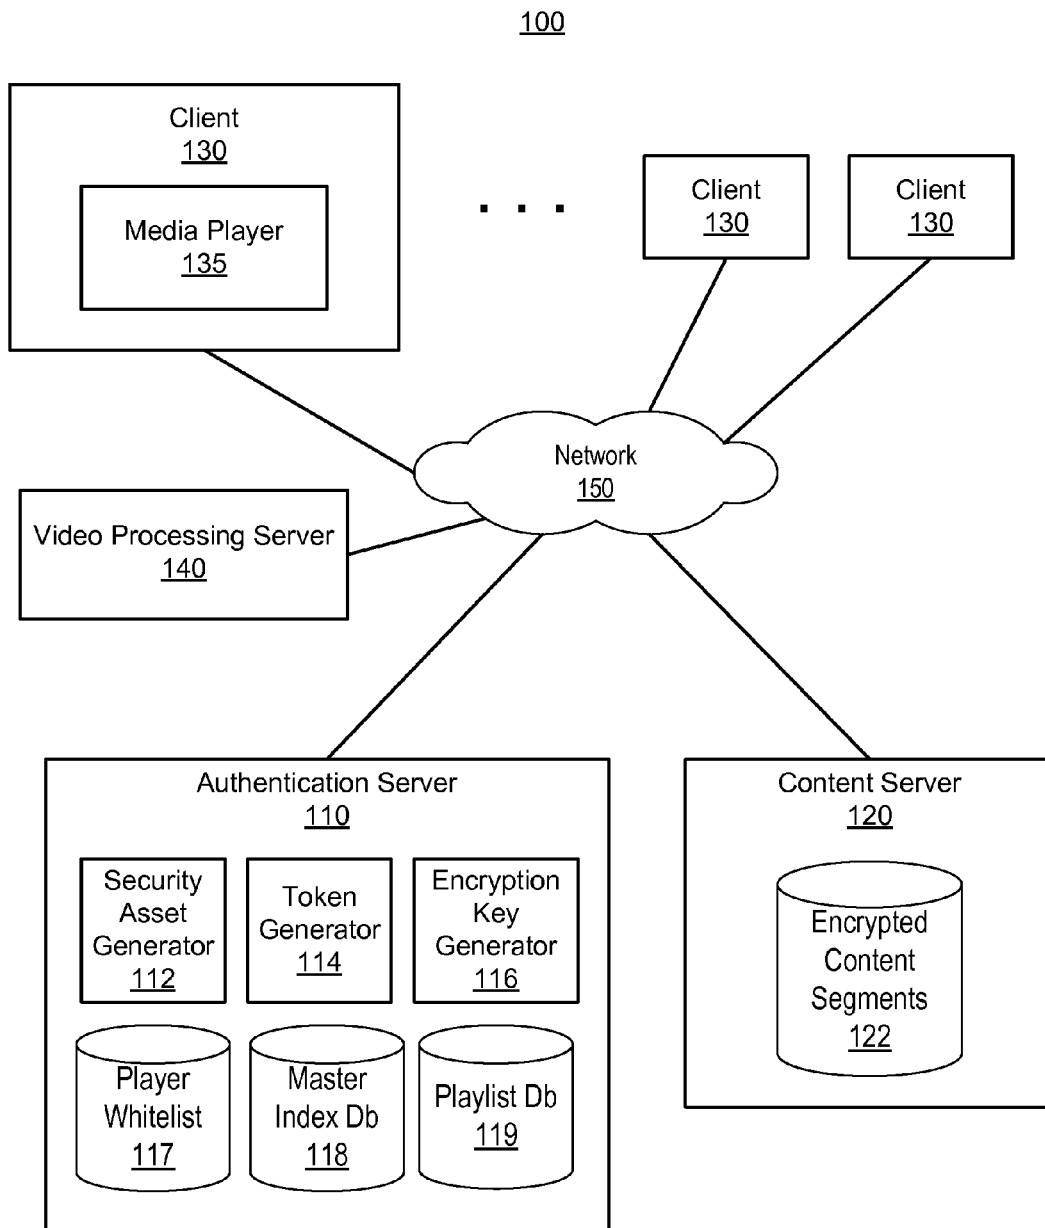 100
Client
130
Media Player
135
. . .
Client
130
Client
130
Network
150
Video Processing Server
140
Authentication Server
110
Security
Asset
Generator
112
Token
Generator
114
Encryption
Key
Generator
116
Player
Whitelist
117
Master
Index Db
118
Playlist Db
119
Content Server
120
Encrypted
Content
Segments
122